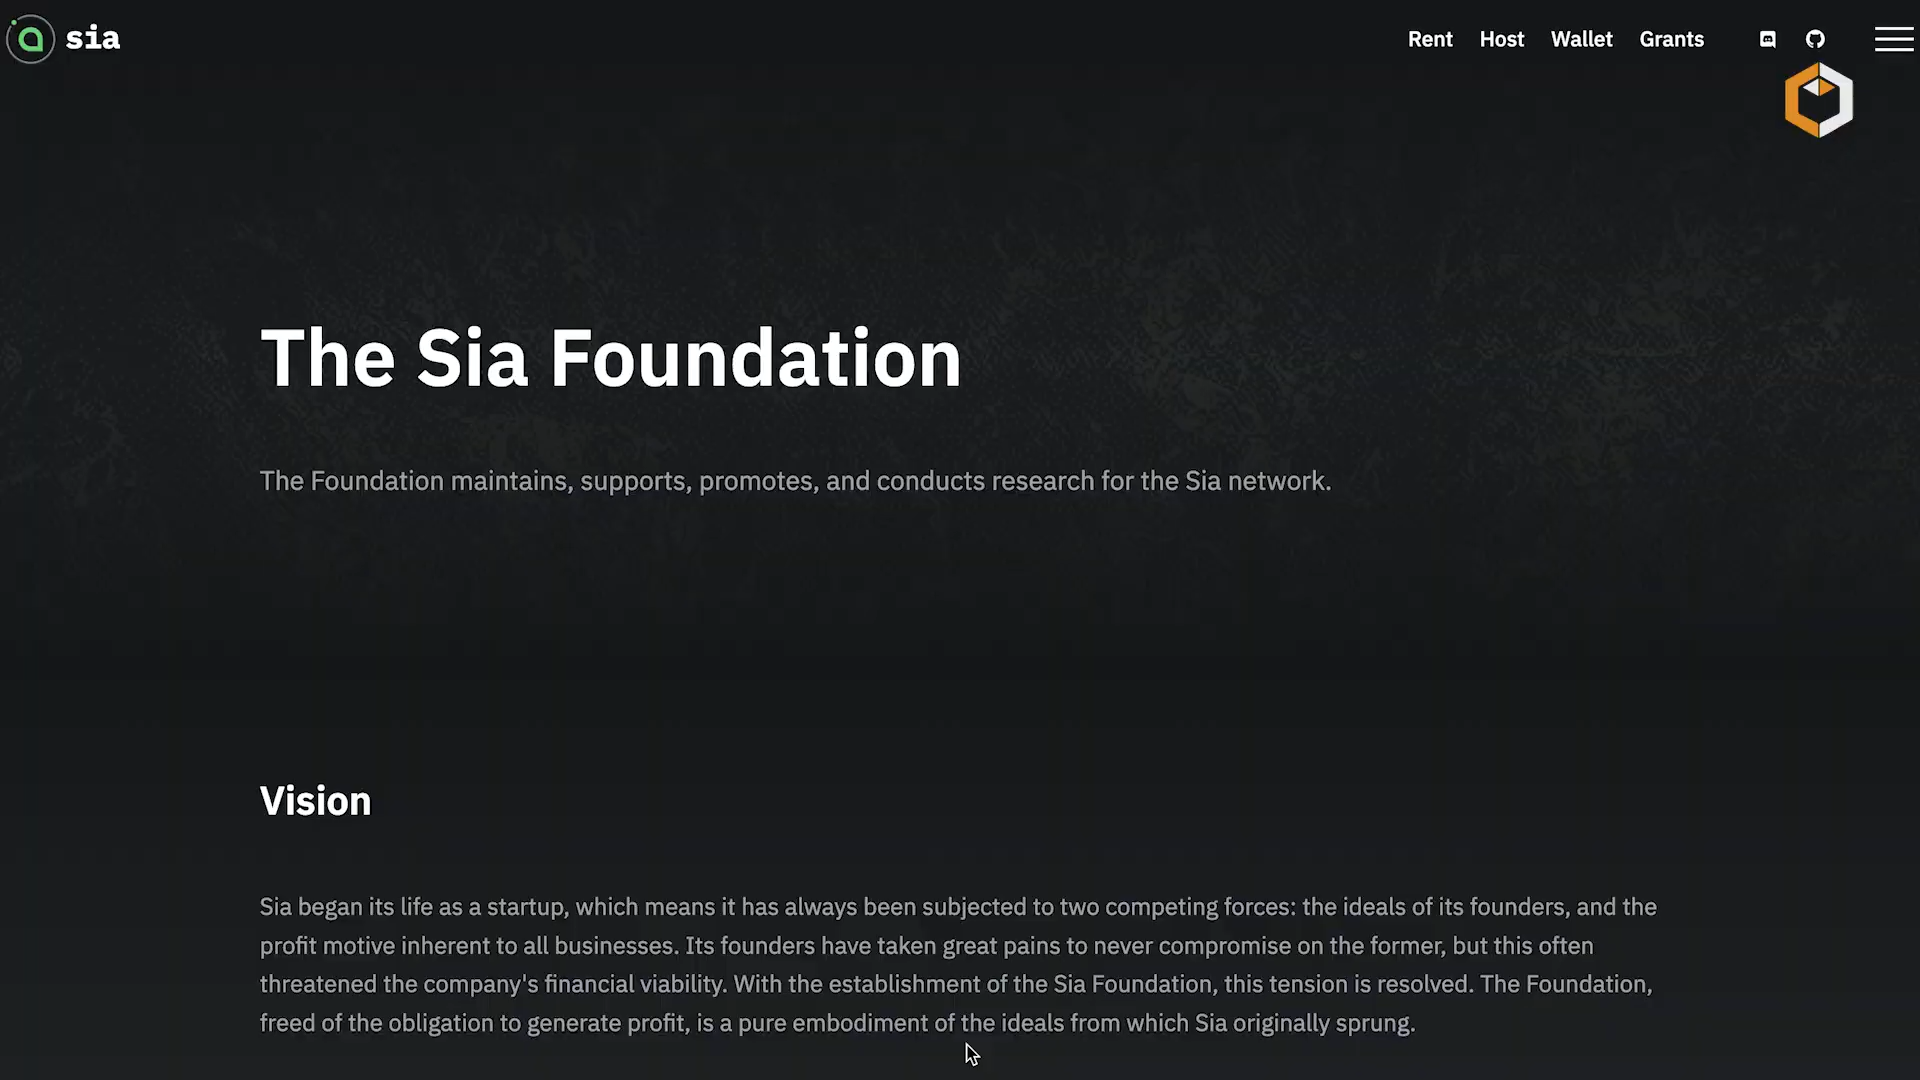 sia
Rent Host Wallet Grants
The Sia Foundation
The Foundation maintains, supports, promotes, and conducts research for the Sia network.
Vision
Sia began its life as a startup, which means it has always been subjected to two competing forces: the ideals of its founders, and the
profit motive inherent to all businesses. Its founders have taken great pains to never compromise on the former, but this often
threatened the company's financial viability. With the establishment of the Sia Foundation, this tension is resolved. The Foundation,
freed of the obligation to generate profit, is a pure embodiment of the ideals from which Sia originally sprung.